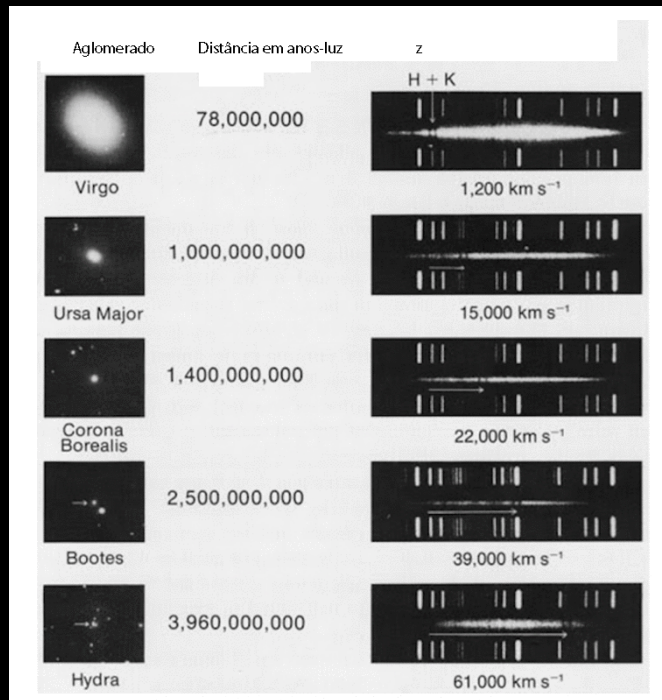 Aglomerado Distância em anos-luz z
H + K
78,000,000
Virgo
1,200 km s⁻¹
1,000,000,000
Ursa Major
15,000 km s⁻¹
1,400,000,000
Corona
Borealis
22,000 km s⁻¹
2,500,000,000
Bootes
39,000 km s⁻¹
3,960,000,000
Hydra
61,000 km s⁻¹